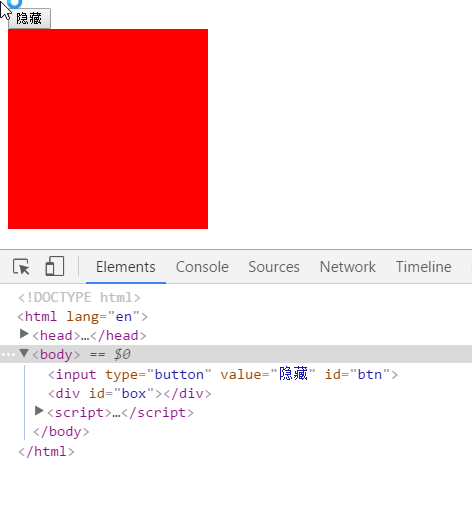 隐藏
Elements Console Sources Network Timeline
<!DOCTYPE html>
<html lang="en">
▶<head>…</head>
…▼<body> == $0
<input type="button" value="隐藏" id="btn">
<div id="box"></div>
▶<script>…</script>
</body>
</html>